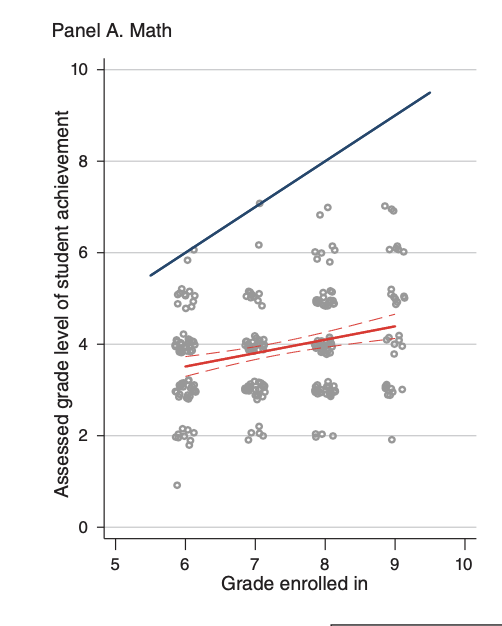 Panel A. Math
Assessed grade level of student achievement
10
8
6
4
2
0
5 6 7 8 9 10
Grade enrolled in